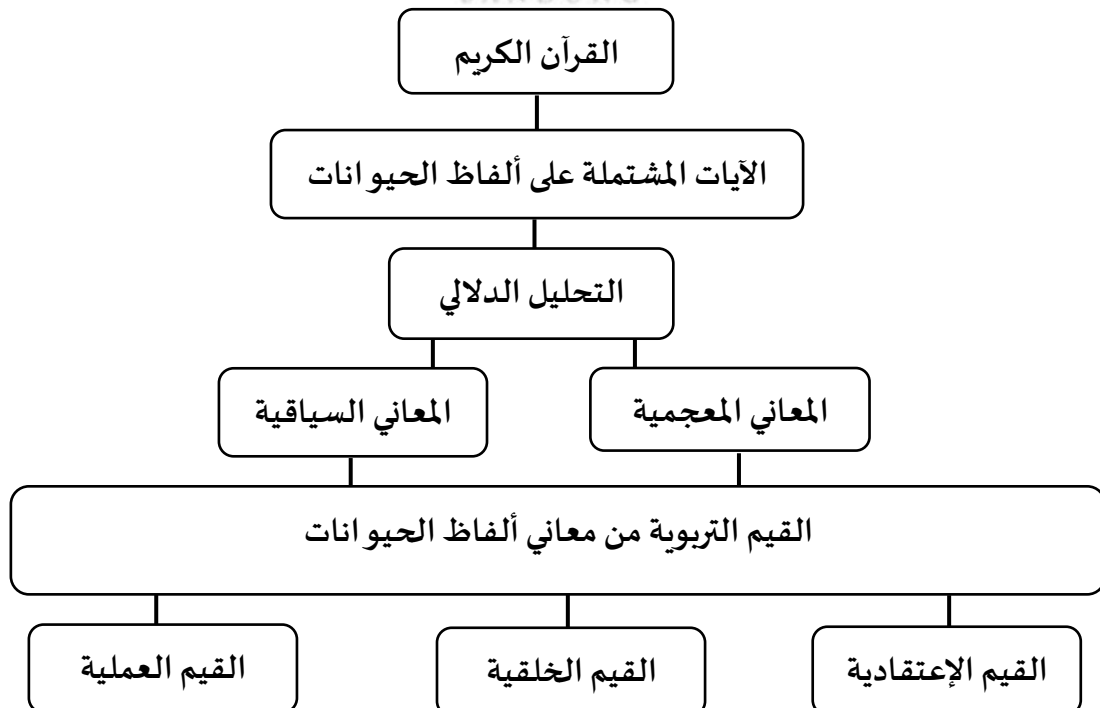 القرآن الكريم
الآيات المشتملة على ألفاظ الحيوانات
التحليل الدلالي
المعاني المعجمية
المعاني السياقية
القيم التربوية من معاني ألفاظ الحيوانات
القيم الإعتقادية
القيم الخلقية
القيم العملية